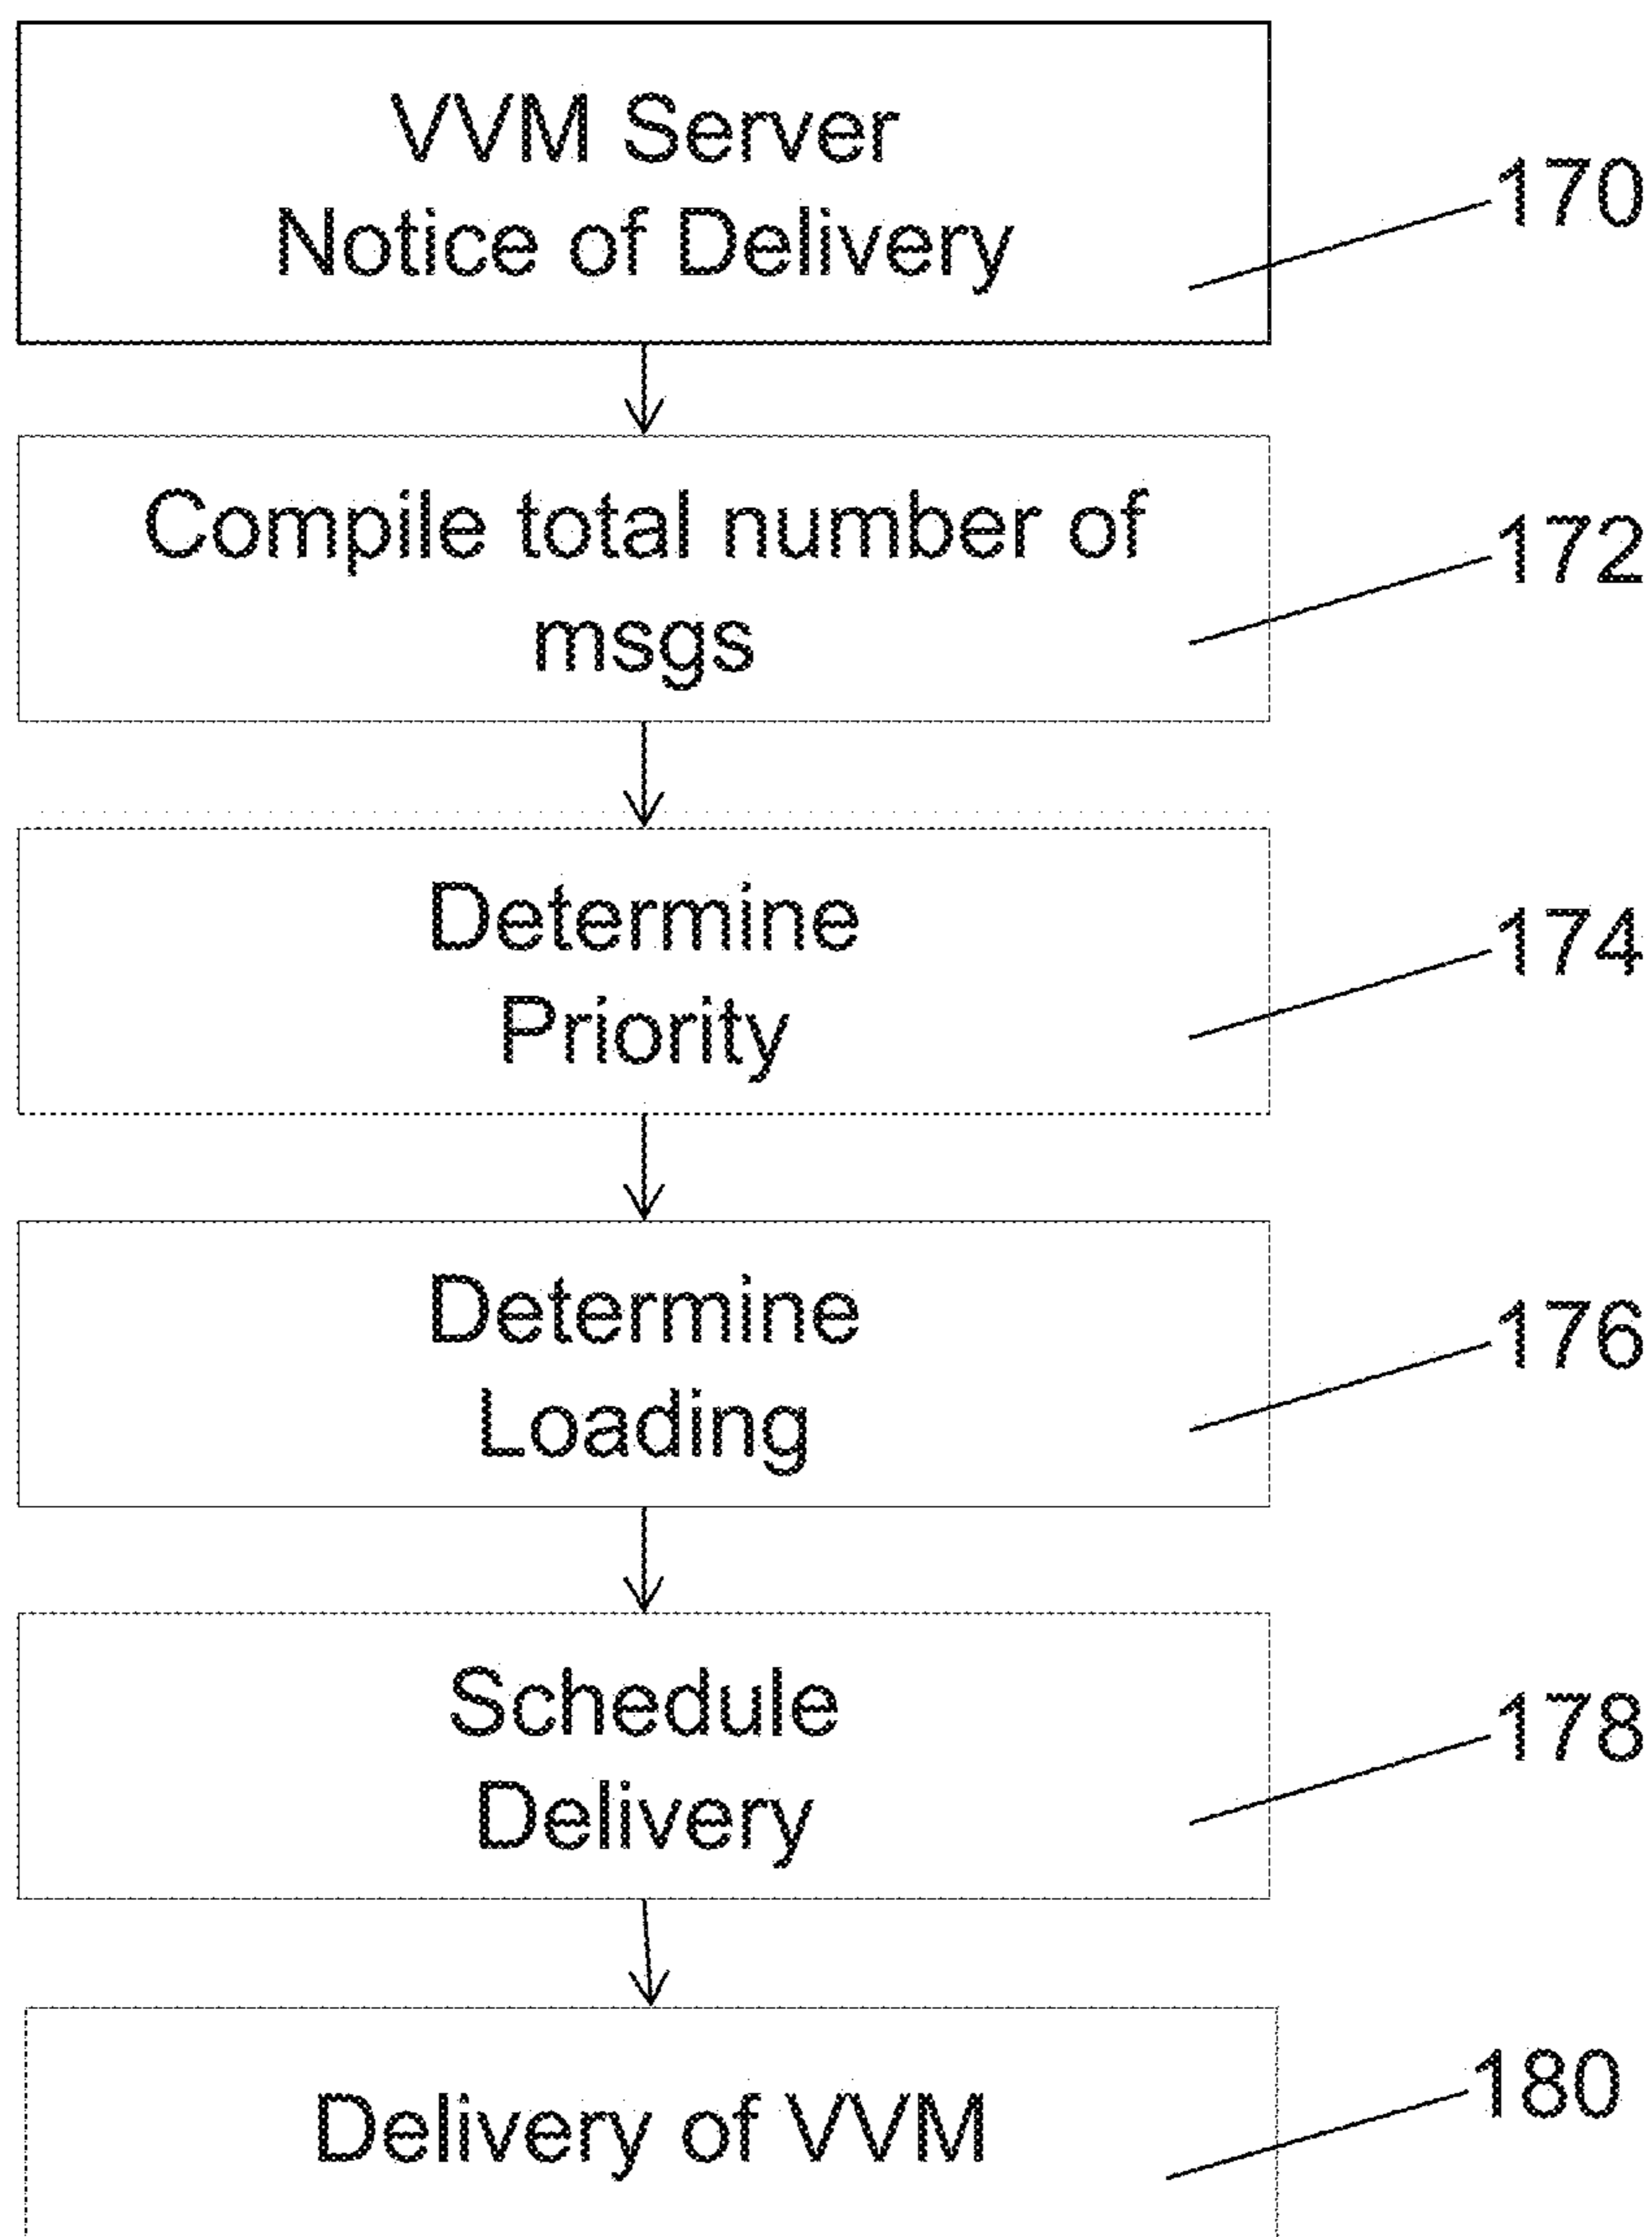 VVM Server
Notice of Delivery
170
Compile total number of
msgs
172
Determine
Priority
174
Determine
Loading
176
Schedule
Delivery
178
Delivery of VVM
180